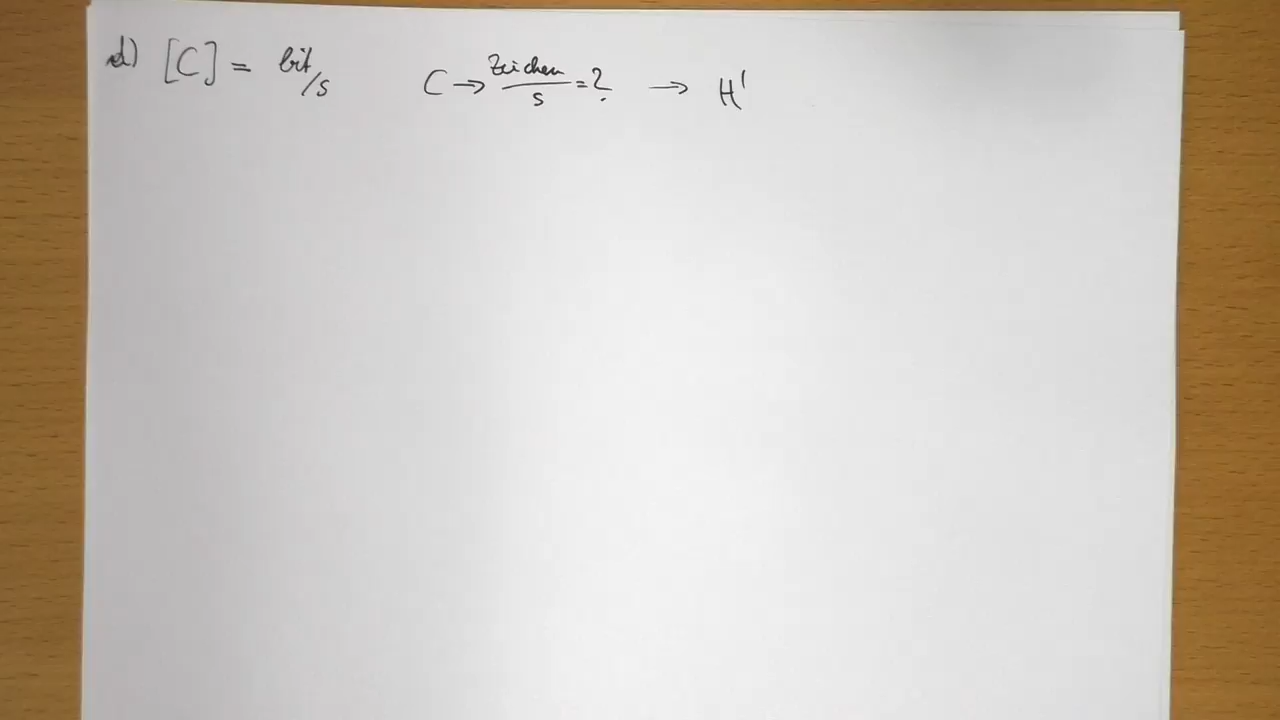 d) [C] = bit/s C → Zeichen/s = ? → H'